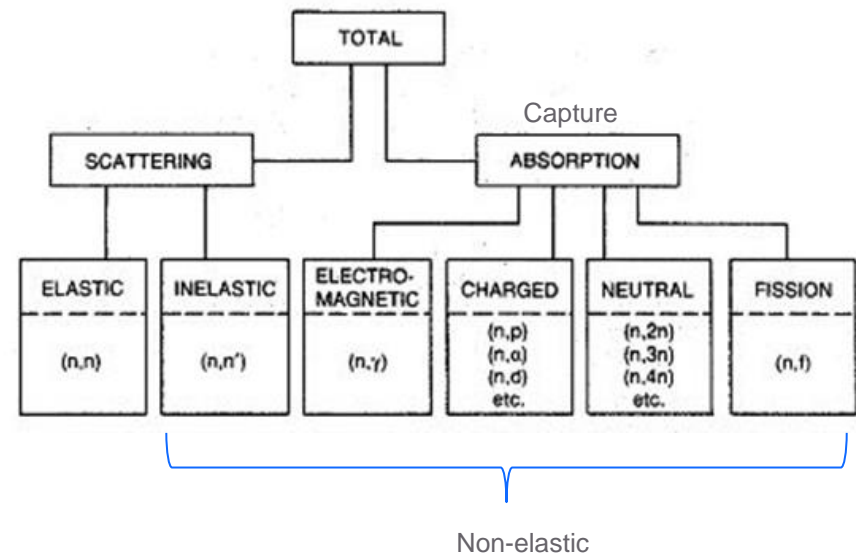 TOTAL
Capture
SCATTERING
ABSORPTION
ELASTIC
(n,n)
INELASTIC
(n,n′)
ELECTRO-
MAGNETIC
(n,γ)
CHARGED
(n,p)
(n,α)
(n,d)
etc.
NEUTRAL
(n,2n)
(n,3n)
(n,4n)
etc.
FISSION
(n,f)
Non-elastic